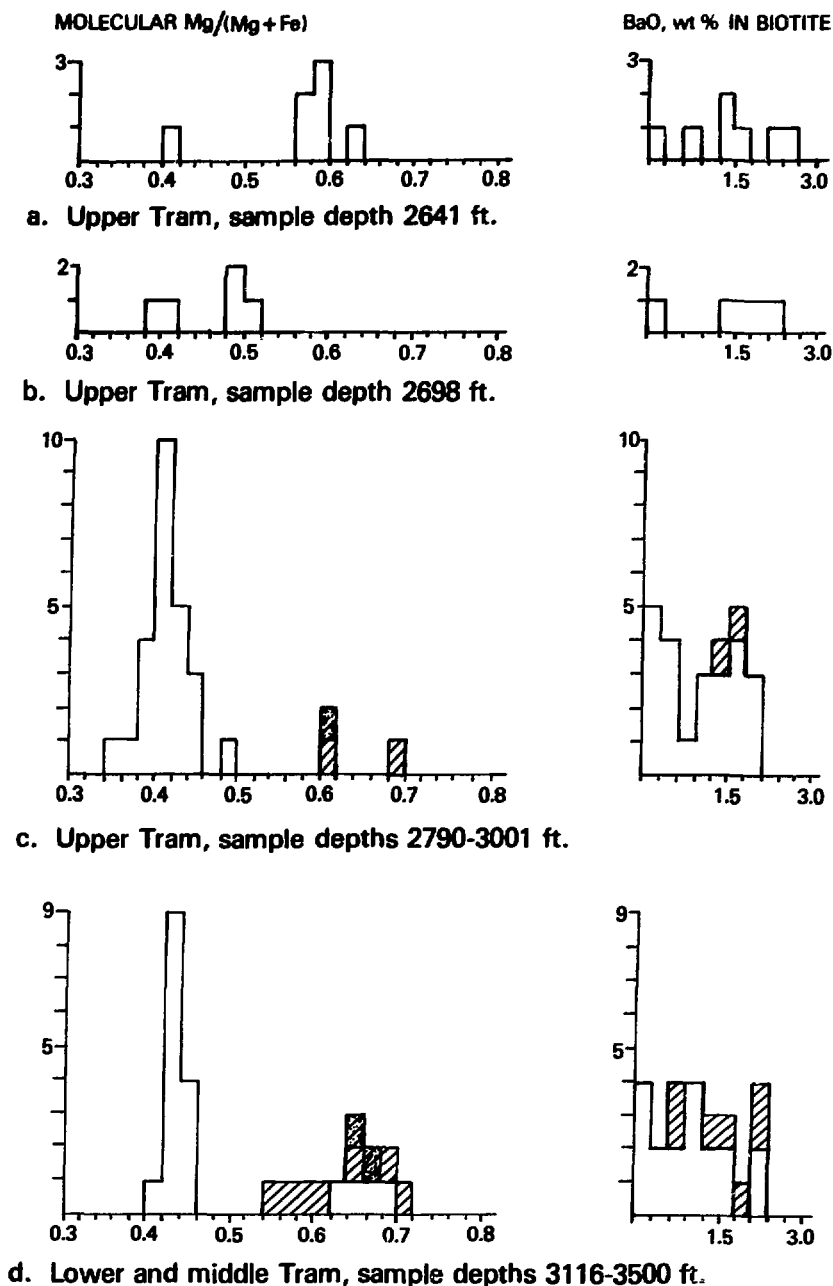 MOLECULAR Mg/(Mg+Fe) BaO, wt % IN BIOTITE
3 3
0.3 0.4 0.5 0.6 0.7 0.8 1.5 3.0
a. Upper Tram, sample depth 2641 ft.
2 2
0.3 0.4 0.5 0.6 0.7 0.8 1.5 3.0
b. Upper Tram, sample depth 2698 ft.
10 10
5 5
0.3 0.4 0.5 0.6 0.7 0.8 1.5 3.0
c. Upper Tram, sample depths 2790-3001 ft.
9 9
5 5
0.3 0.4 0.5 0.6 0.7 0.8 1.5 3.0
d. Lower and middle Tram, sample depths 3116-3500 ft.